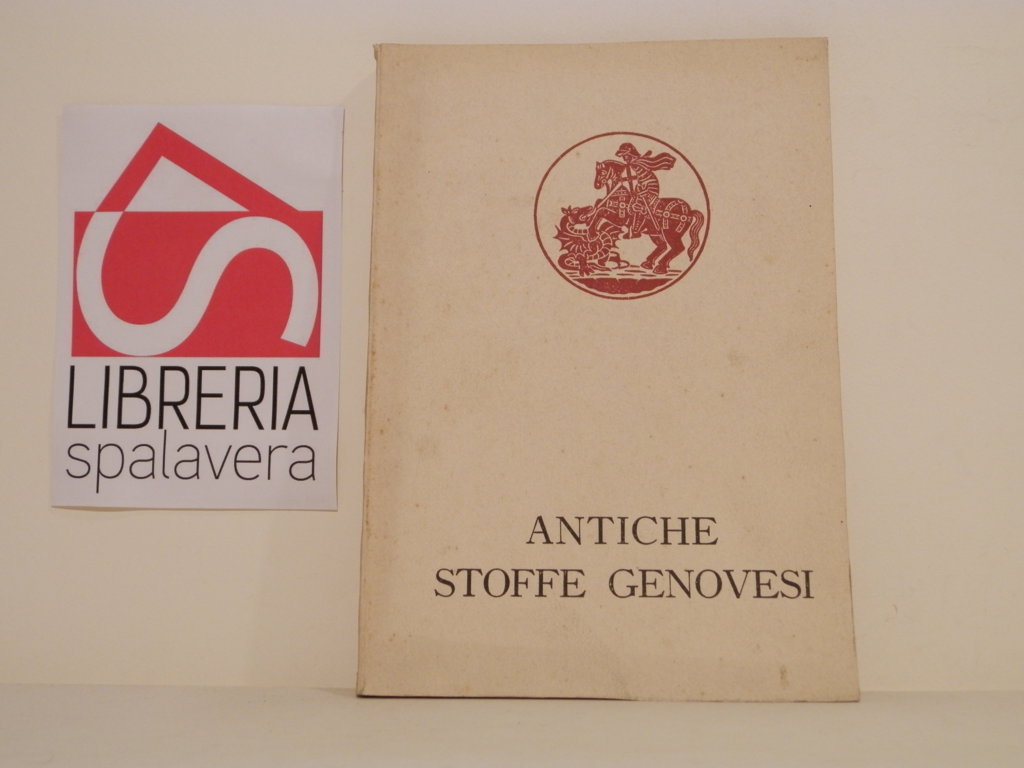 LIBRERIA
spalavera
ANTICHE
STOFFE GENOVESI